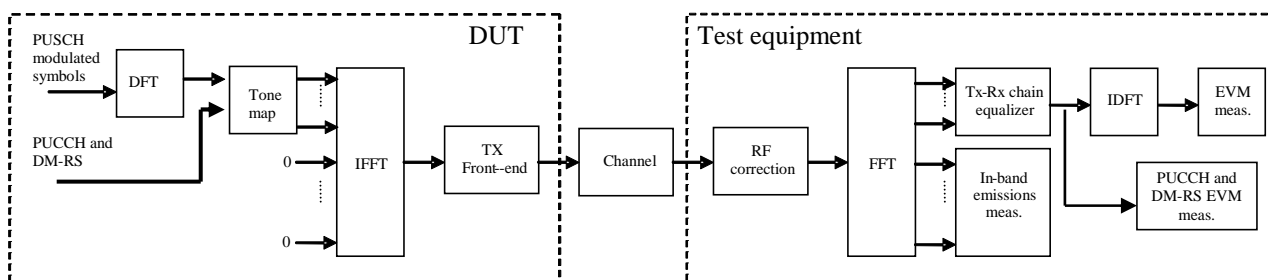 DUT
Test equipment
PUSCH
modulated
symbols
DFT
PUCCH and
DM-RS
Tone
map
0
0
IFFT
TX
Front--end
Channel
RF
correction
FFT
Tx-Rx chain
equalizer
In-band
emissions
meas.
IDFT
EVM
meas.
PUCCH and
DM-RS EVM
meas.